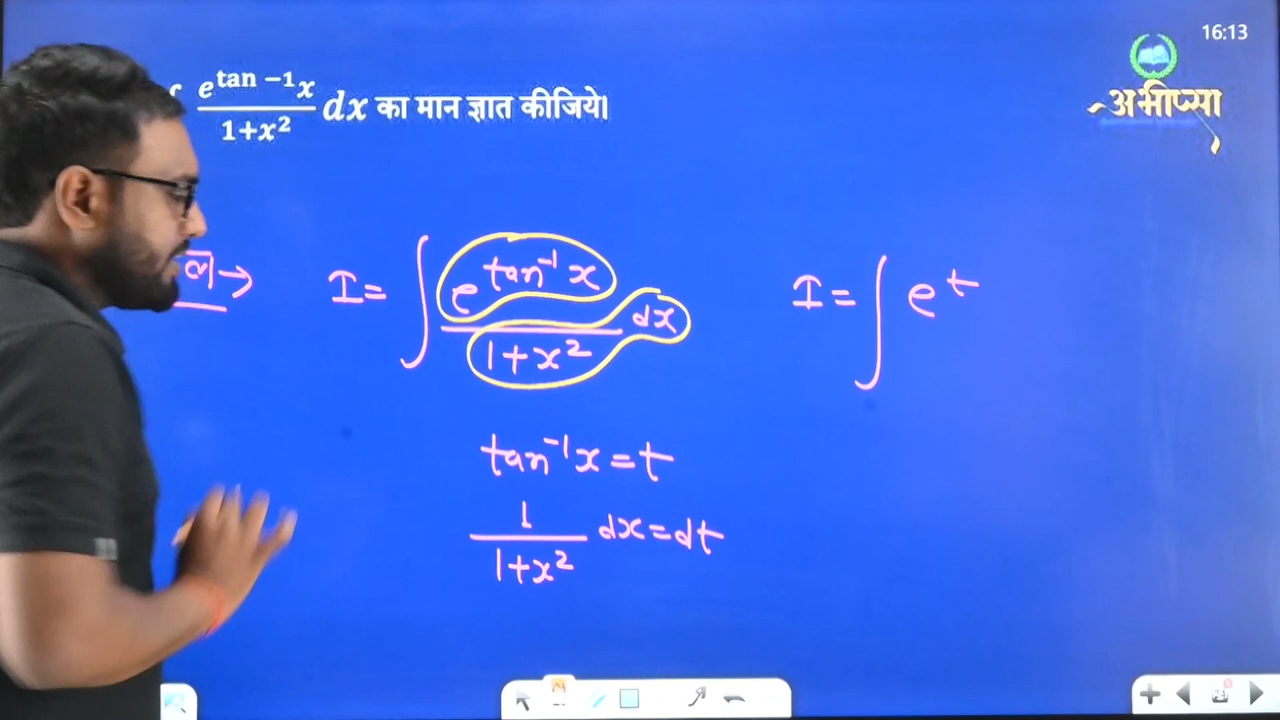 16:13
∫ e^tan −1x / 1+x² dx का मान ज्ञात कीजिये।
अभीप्सा
I = ∫ e^tan⁻¹x / 1+x² dx
I = ∫ e^t
tan⁻¹x = t
1 / 1+x² dx = dt